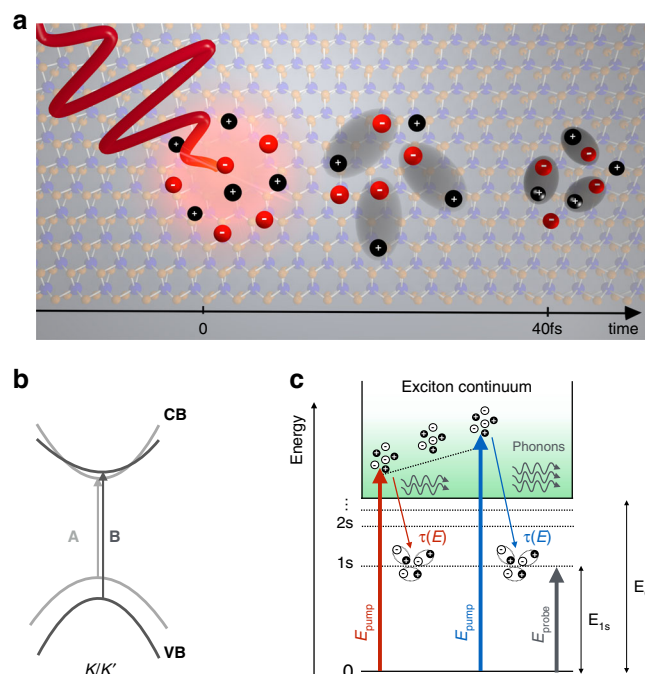 a
0
40fs
time
b
CB
A
B
VB
K/K′
c
Exciton continuum
Energy
Phonons
2s
τ(E)
τ(E)
1s
E_pump
E_pump
E_probe
E_1s
0